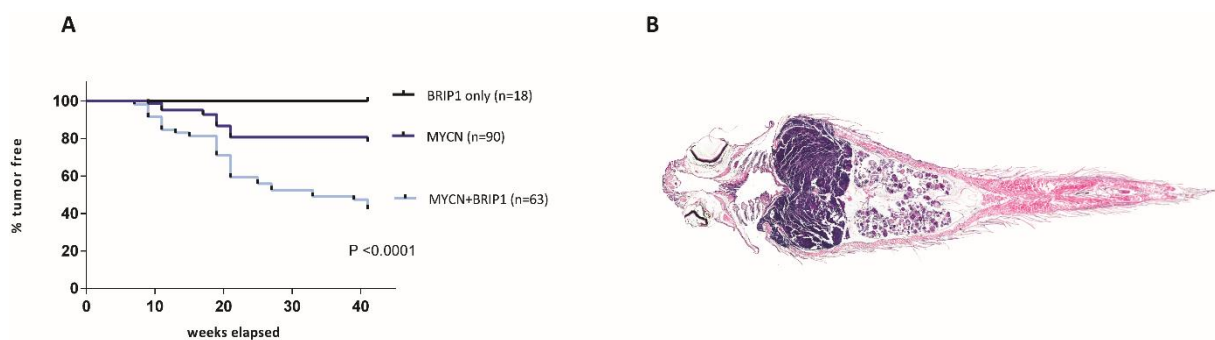 A
B
% tumor free
100
80
60
40
20
0
0 10 20 30 40
weeks elapsed
BRIP1 only (n=18)
MYCN (n=90)
MYCN+BRIP1 (n=63)
P <0.0001